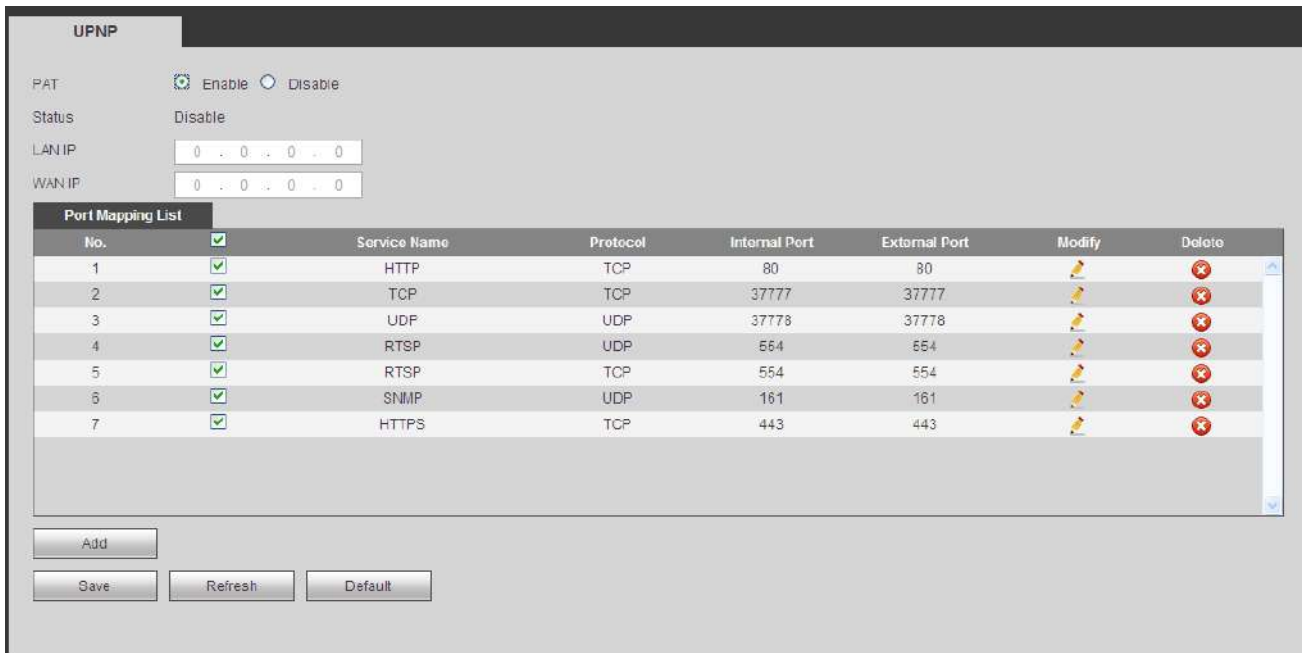 UPNP
PAT Enable Disable
Status Disable
LAN IP 0 . 0 . 0 . 0
WAN IP 0 . 0 . 0 . 0
Port Mapping List
No. Service Name Protocol Internal Port External Port Modify Delete
1 HTTP TCP 80 80
2 TCP TCP 37777 37777
3 UDP UDP 37778 37778
4 RTSP UDP 554 554
5 RTSP TCP 554 554
6 SNMP UDP 161 161
7 HTTPS TCP 443 443
Add
Save Refresh Default